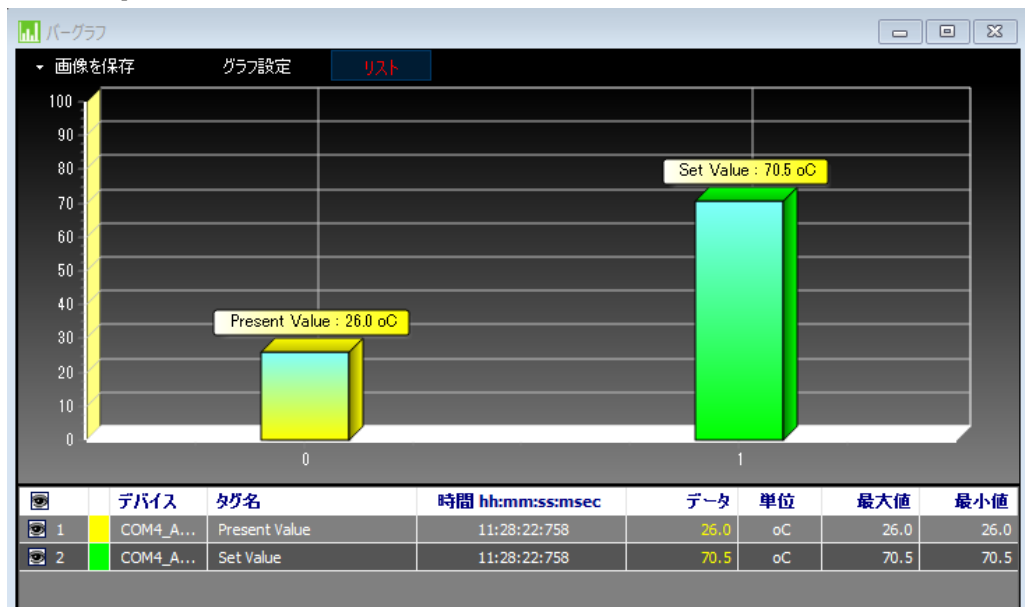 バーグラフ
画像を保存 グラフ設定 リスト
100
90
80
Set Value : 70.5 oC
70
60
50
40
Present Value : 26.0 oC
30
20
10
0
0 1
デバイス タグ名 時間 hh:mm:ss:msec データ 単位 最大値 最小値
1 COM4_A... Present Value 11:28:22:758 26.0 oC 26.0 26.0
2 COM4_A... Set Value 11:28:22:758 70.5 oC 70.5 70.5